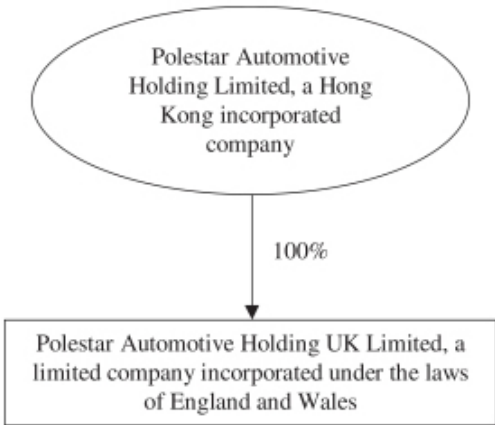 Polestar Automotive
Holding Limited, a Hong
Kong incorporated
company
100%
Polestar Automotive Holding UK Limited, a
limited company incorporated under the laws
of England and Wales